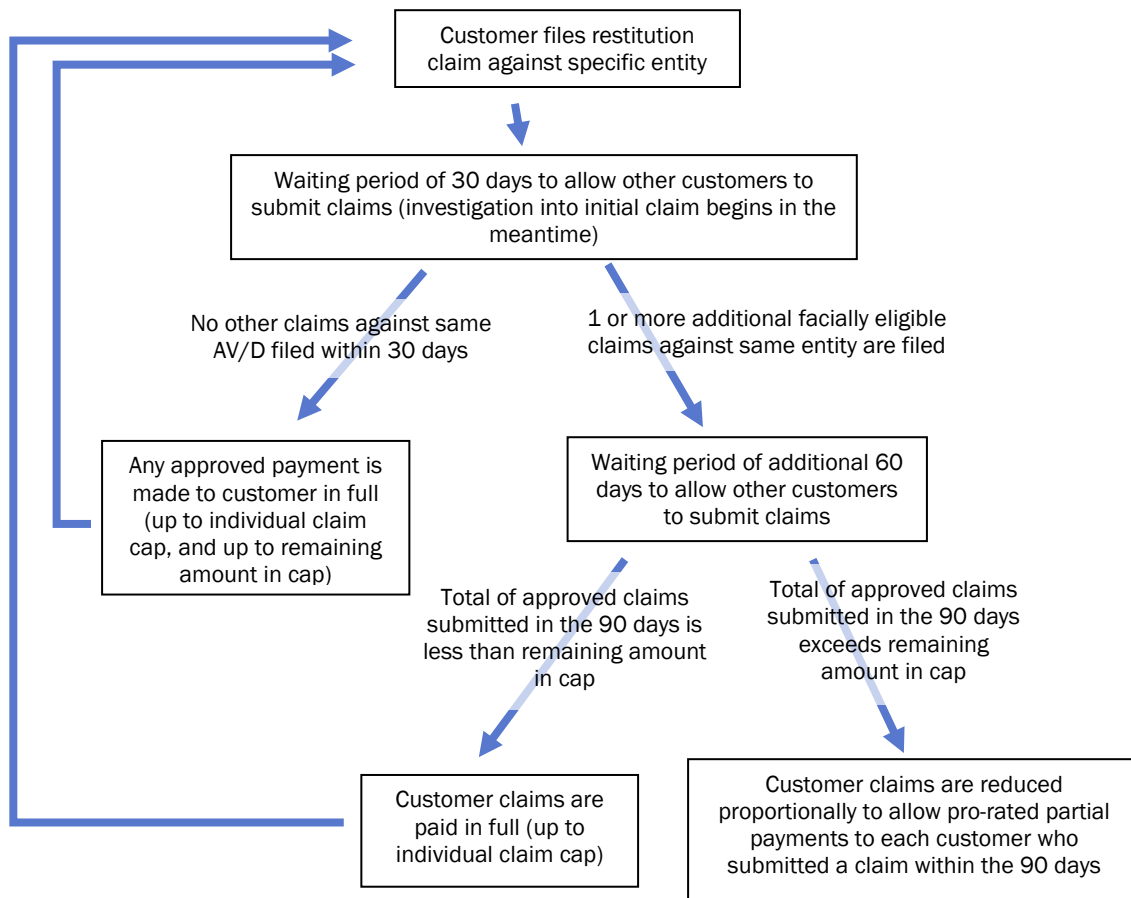 Customer files restitution
claim against specific entity
Waiting period of 30 days to allow other customers to
submit claims (investigation into initial claim begins in the
meantime)
No other claims against same
AV/D filed within 30 days
1 or more additional facially eligible
claims against same entity are filed
Any approved payment is
made to customer in full
(up to individual claim
cap, and up to remaining
amount in cap)
Waiting period of additional 60
days to allow other customers
to submit claims
Total of approved claims
submitted in the 90 days is
less than remaining amount
in cap
Total of approved claims
submitted in the 90 days
exceeds remaining
amount in cap
Customer claims are
paid in full (up to
individual claim cap)
Customer claims are reduced
proportionally to allow pro-rated partial
payments to each customer who
submitted a claim within the 90 days